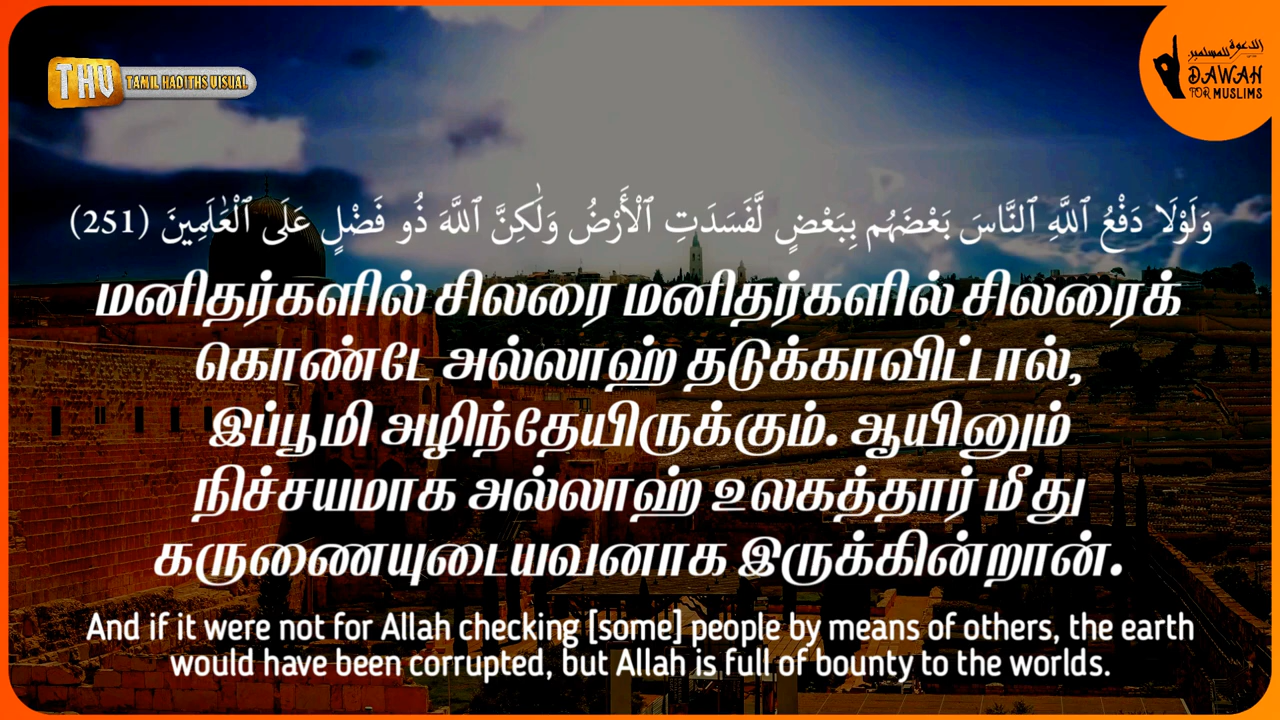 THV
TAMIL HADITHS VISUAL
الدعوة للمسلمين
DAWAH
FOR MUSLIMS
وَلَوْلَا دَفْعُ ٱللَّهِ ٱلنَّاسَ بَعْضَهُم بِبَعْضٍ لَّفَسَدَتِ ٱلْأَرْضُ وَلَٰكِنَّ ٱللَّهَ ذُو فَضْلٍ عَلَى ٱلْعَٰلَمِينَ (251)
மனிதர்களில் சிலரை மனிதர்களில் சிலரைக்
கொண்டே அல்லாஹ் தடுக்காவிட்டால்,
இப்பூமி அழிந்தேயிருக்கும். ஆயினும்
நிச்சயமாக அல்லாஹ் உலகத்தார் மீது
கருணையுடையவனாக இருக்கின்றான்.
And if it were not for Allah checking [some] people by means of others, the earth
would have been corrupted, but Allah is full of bounty to the worlds.